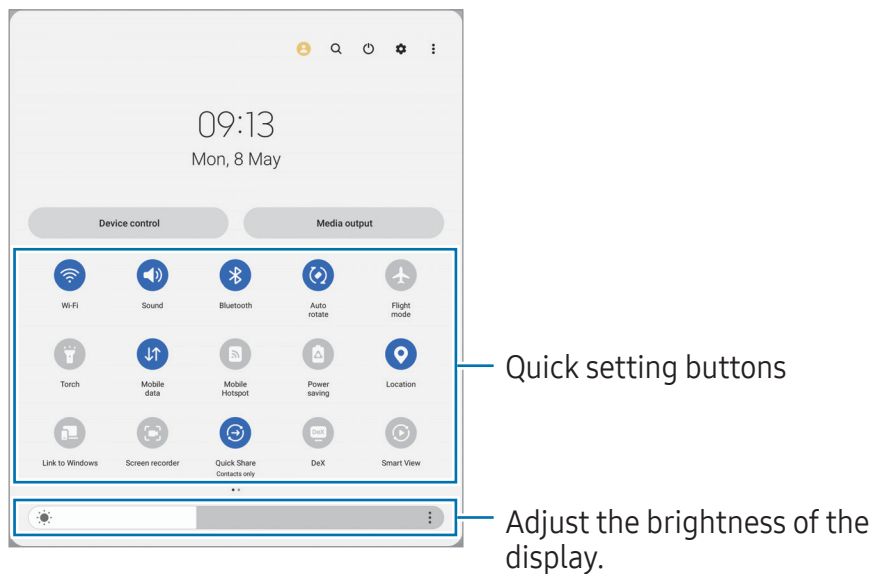 09:13
Mon, 8 May
Device control Media output
Wi-Fi Sound Bluetooth Auto rotate Flight mode
Torch Mobile data Mobile Hotspot Power saving Location
Quick setting buttons
Link to Windows Screen recorder Quick Share DeX Smart View
Contacts only
DeX
Adjust the brightness of the
display.